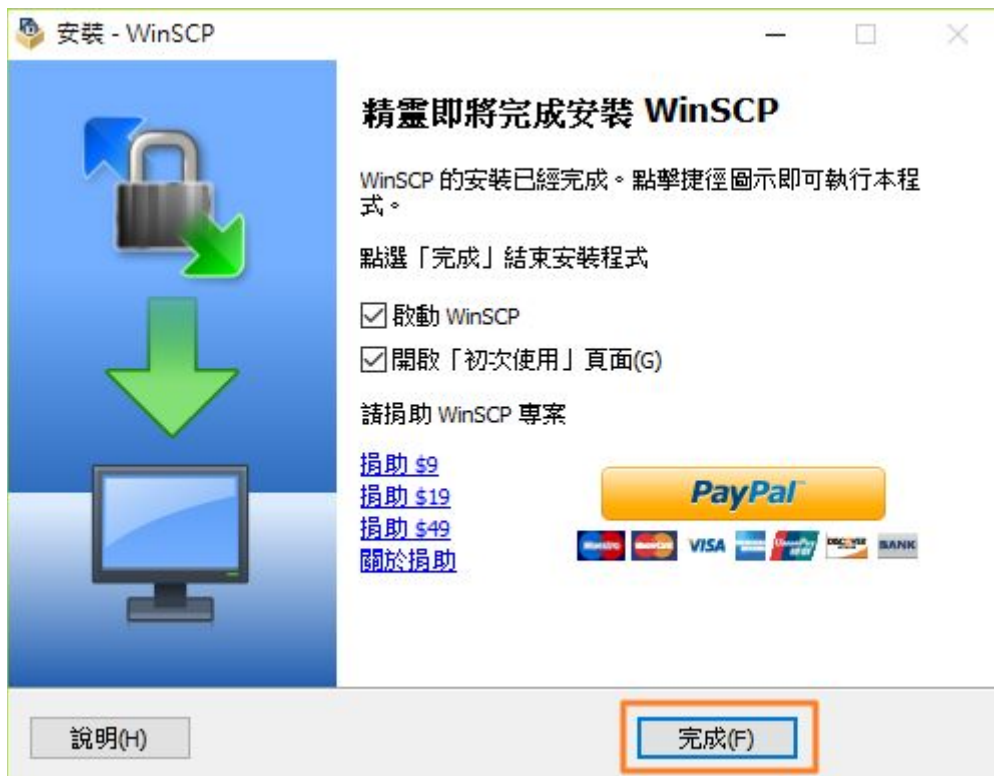 安裝 - WinSCP
精靈即將完成安裝 WinSCP
WinSCP 的安裝已經完成。點擊捷徑圖示即可執行本程
式。
點選「完成」結束安裝程式
啟動 WinSCP
開啟「初次使用」頁面(G)
請捐助 WinSCP 專案
捐助 $9
捐助 $19
捐助 $49
關於捐助
PayPal
VISA
DISCOVER
BANK
說明(H)
完成(F)